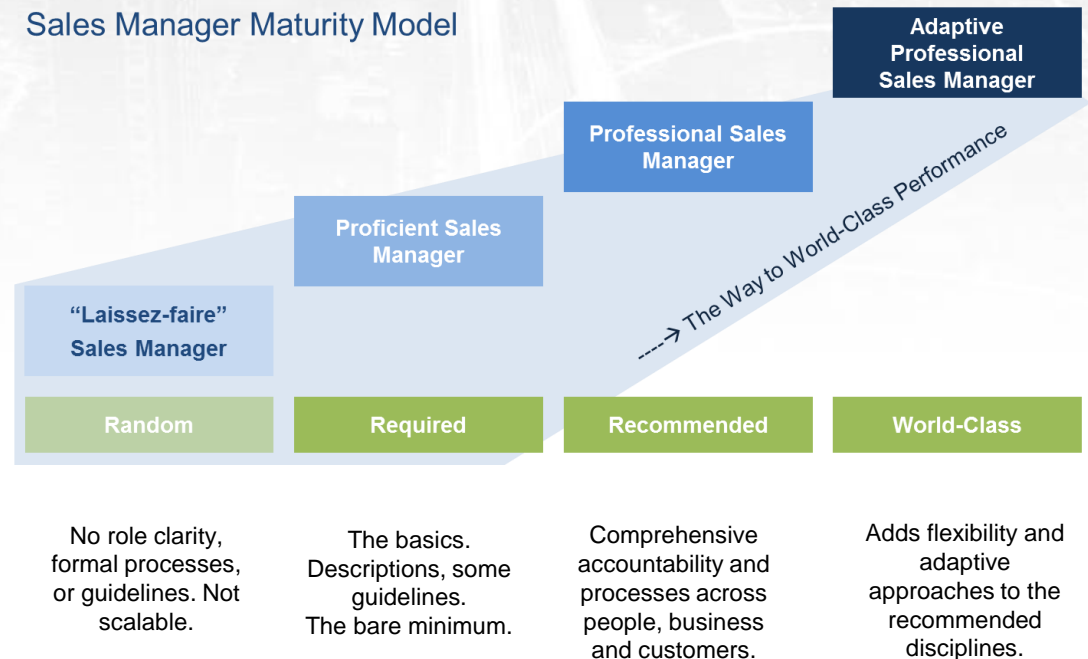 Sales Manager Maturity Model
Adaptive
Professional
Sales Manager
Professional Sales
Manager
Proficient Sales
Manager
“Laissez-faire”
Sales Manager
----→ The Way to World-Class Performance
Random
Required
Recommended
World-Class
No role clarity,
formal processes,
or guidelines. Not
scalable.
The basics.
Descriptions, some
guidelines.
The bare minimum.
Comprehensive
accountability and
processes across
people, business
and customers.
Adds flexibility and
adaptive
approaches to the
recommended
disciplines.